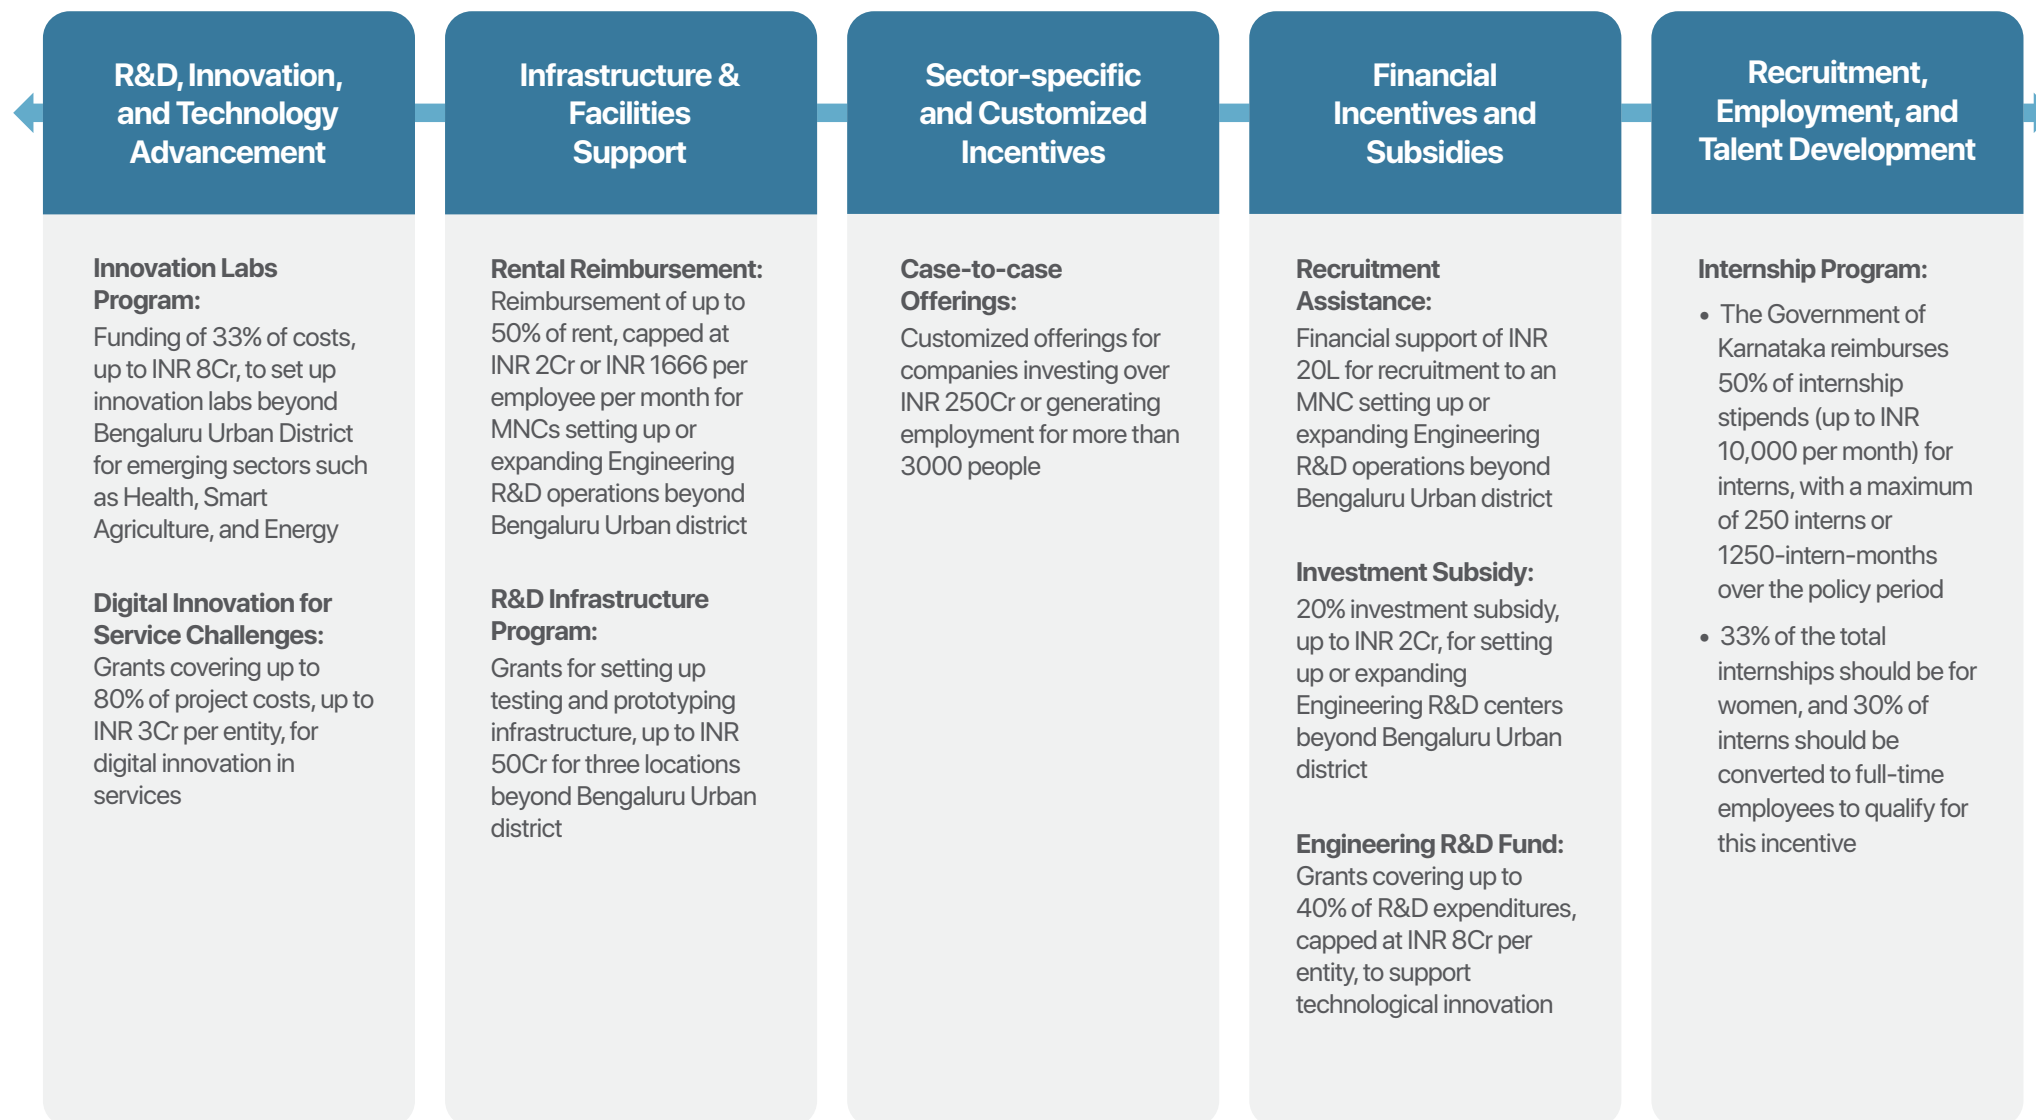 R&D, Innovation,
and Technology
Advancement
Innovation Labs
Program:
Funding of 33% of costs,
up to INR 8Cr, to set up
innovation labs beyond
Bengaluru Urban District
for emerging sectors such
as Health, Smart
Agriculture, and Energy
Digital Innovation for
Service Challenges:
Grants covering up to
80% of project costs, up to
INR 3Cr per entity, for
digital innovation in
services
Infrastructure &
Facilities
Support
Rental Reimbursement:
Reimbursement of up to
50% of rent, capped at
INR 2Cr or INR 1666 per
employee per month for
MNCs setting up or
expanding Engineering
R&D operations beyond
Bengaluru Urban district
R&D Infrastructure
Program:
Grants for setting up
testing and prototyping
infrastructure, up to INR
50Cr for three locations
beyond Bengaluru Urban
district
Sector-specific
and Customized
Incentives
Case-to-case
Offerings:
Customized offerings for
companies investing over
INR 250Cr or generating
employment for more than
3000 people
Financial
Incentives and
Subsidies
Recruitment
Assistance:
Financial support of INR
20L for recruitment to an
MNC setting up or
expanding Engineering
R&D operations beyond
Bengaluru Urban district
Investment Subsidy:
20% investment subsidy,
up to INR 2Cr, for setting
up or expanding
Engineering R&D centers
beyond Bengaluru Urban
district
Engineering R&D Fund:
Grants covering up to
40% of R&D expenditures,
capped at INR 8Cr per
entity, to support
technological innovation
Recruitment,
Employment, and
Talent Development
Internship Program:
• The Government of
Karnataka reimburses
50% of internship
stipends (up to INR
10,000 per month) for
interns, with a maximum
of 250 interns or
1250-intern-months
over the policy period
• 33% of the total
internships should be for
women, and 30% of
interns should be
converted to full-time
employees to qualify for
this incentive